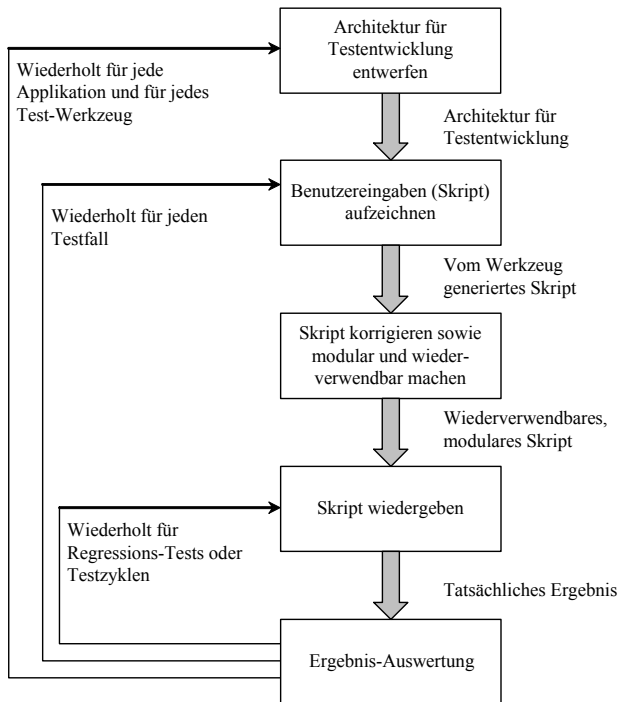 Architektur für
Testentwicklung
entwerfen
Wiederholt für jede
Applikation und für jedes
Test-Werkzeug
Architektur für
Testentwicklung
Benutzereingaben (Skript)
aufzeichnen
Wiederholt für jeden
Testfall
Vom Werkzeug
generiertes Skript
Skript korrigieren sowie
modular und wieder-
verwendbar machen
Wiederverwendbares,
modulares Skript
Skript wiedergeben
Wiederholt für
Regressions-Tests oder
Testzyklen
Tatsächliches Ergebnis
Ergebnis-Auswertung